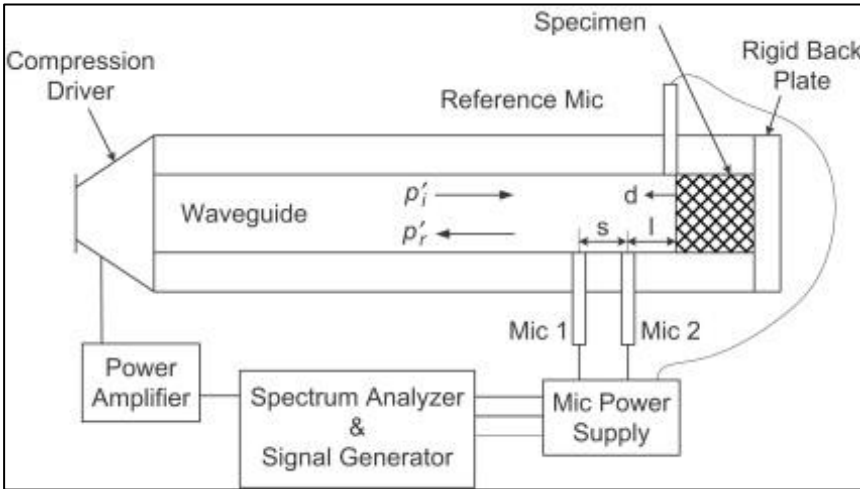 Specimen
Compression
Driver
Rigid Back
Plate
Reference Mic
p′i
d
Waveguide
p′r
s
l
Mic 1
Mic 2
Power
Amplifier
Spectrum Analyzer
&
Signal Generator
Mic Power
Supply